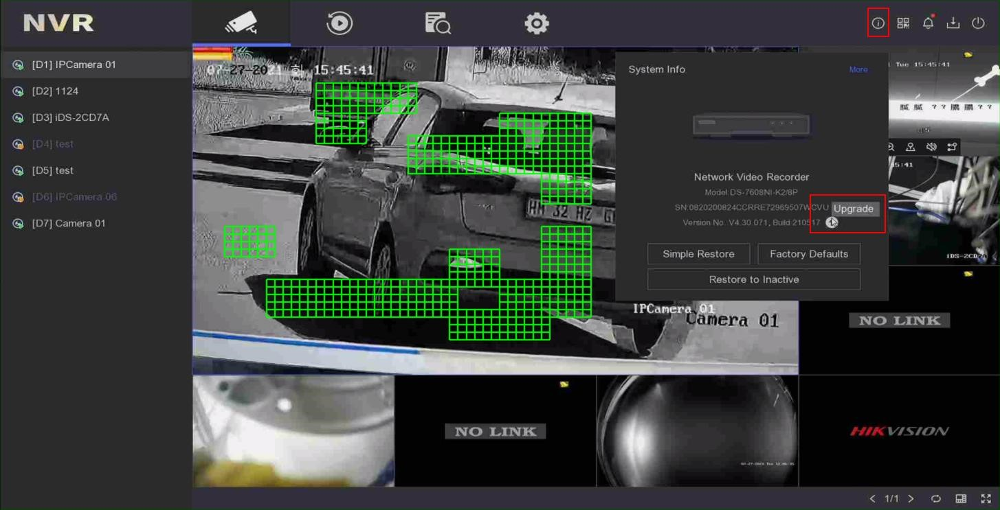 NVR
[D1] IPCamera 01
[D2] 1124
[D3] iDS-2CD7A
[D4] test
[D5] test
[D6] IPCamera 06
[D7] Camera 01
07-27-2021
15:45:41
HH 32 HZ
IPCamera 01
Camera 01
System Info
More
Network Video Recorder
Model:DS-7608NI-K2/8P
SN:0820200824CCRRE72969507WCVU
Upgrade
Version No.:V4.30.071, Build 210517
Simple Restore
Factory Defaults
Restore to Inactive
Tue 15:45:41
45:41
iDS-2CD7A
NO LINK
NO LINK
HIKVISION
1/1